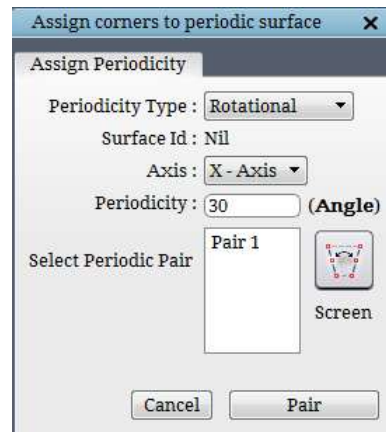 Assign corners to periodic surface
Assign Periodicity
Periodicity Type : Rotational
Surface Id : Nil
Axis : X - Axis
Periodicity : 30 (Angle)
Pair 1
Select Periodic Pair
Screen
Cancel Pair